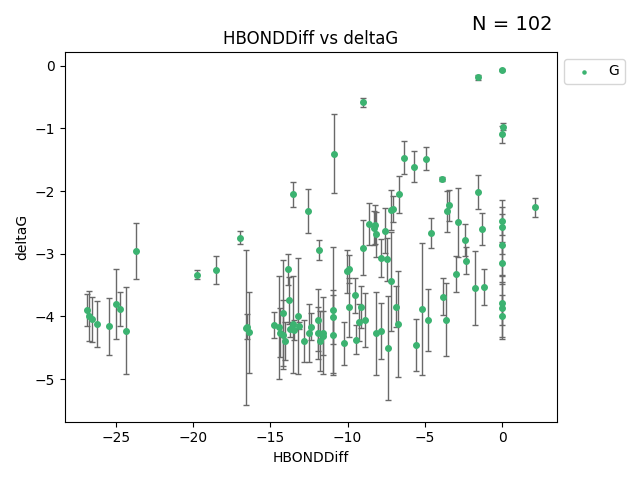 N = 102
HBONDDiff vs deltaG
G
0
−1
−2
−3
−4
−5
deltaG
−25 −20 −15 −10 −5 0
HBONDDiff